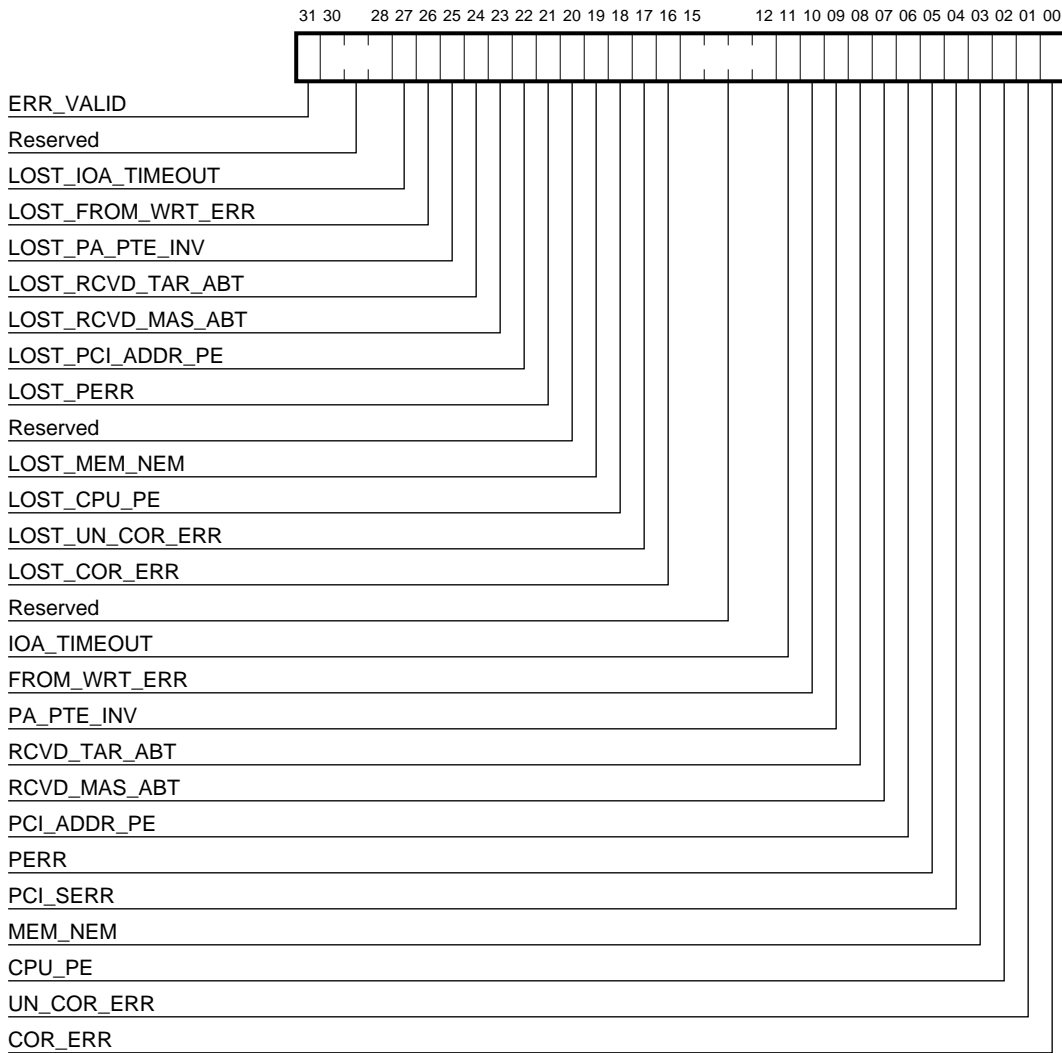 31 30 28 27 26 25 24 23 22 21 20 19 18 17 16 15 12 11 10 09 08 07 06 05 04 03 02 01 00
ERR_VALID
Reserved
LOST_IOA_TIMEOUT
LOST_FROM_WRT_ERR
LOST_PA_PTE_INV
LOST_RCVD_TAR_ABT
LOST_RCVD_MAS_ABT
LOST_PCI_ADDR_PE
LOST_PERR
Reserved
LOST_MEM_NEM
LOST_CPU_PE
LOST_UN_COR_ERR
LOST_COR_ERR
Reserved
IOA_TIMEOUT
FROM_WRT_ERR
PA_PTE_INV
RCVD_TAR_ABT
RCVD_MAS_ABT
PCI_ADDR_PE
PERR
PCI_SERR
MEM_NEM
CPU_PE
UN_COR_ERR
COR_ERR